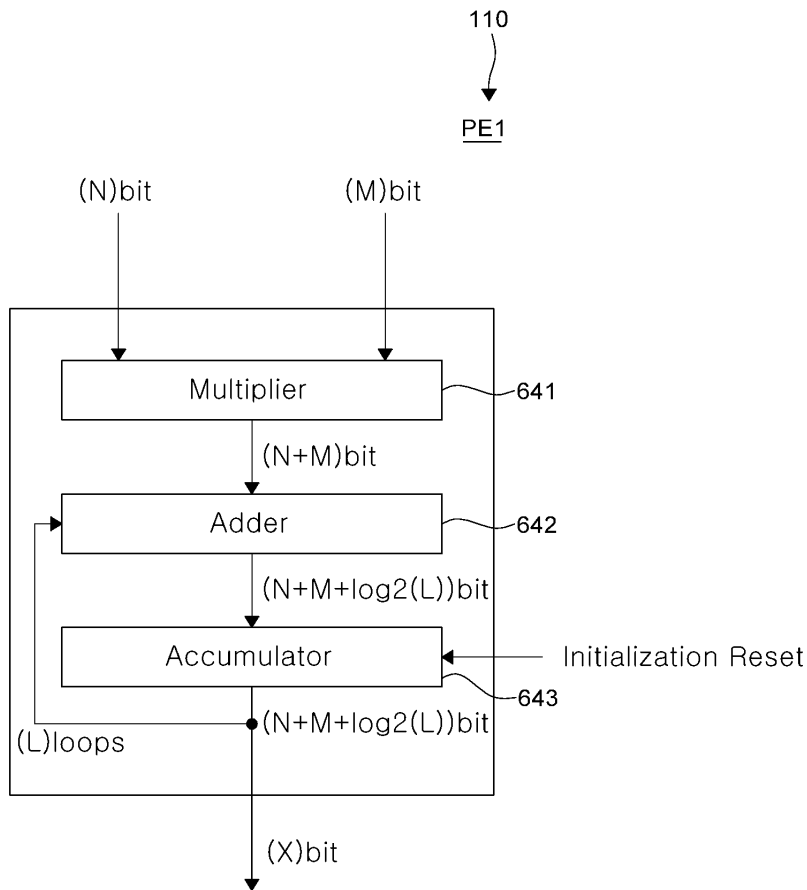 110
PE1
(N)bit
(M)bit
Multiplier
641
(N+M)bit
Adder
642
(N+M+log2(L))bit
Accumulator
Initialization Reset
643
(N+M+log2(L))bit
(L)loops
(X)bit